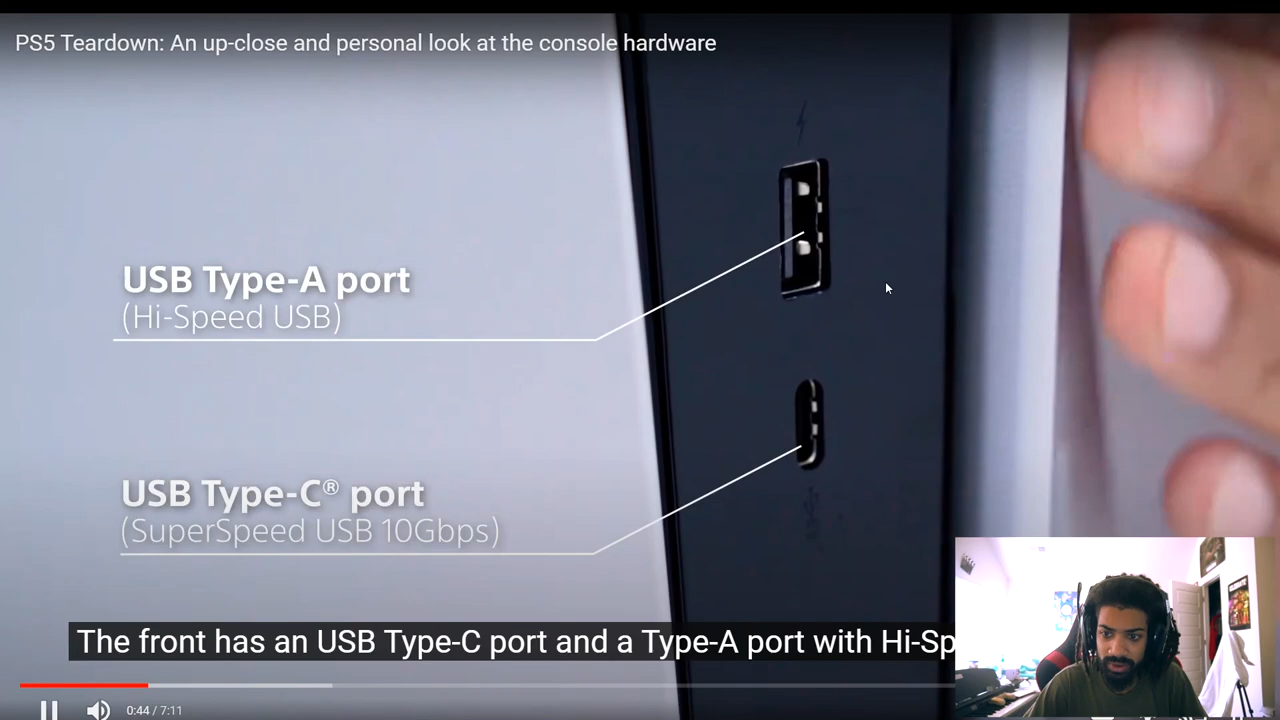 PS5 Teardown: An up-close and personal look at the console hardware
USB Type-A port
(Hi-Speed USB)
USB Type-C® port
(SuperSpeed USB 10Gbps)
The front has an USB Type-C port and a Type-A port with Hi-Sp
0:44 / 7:11